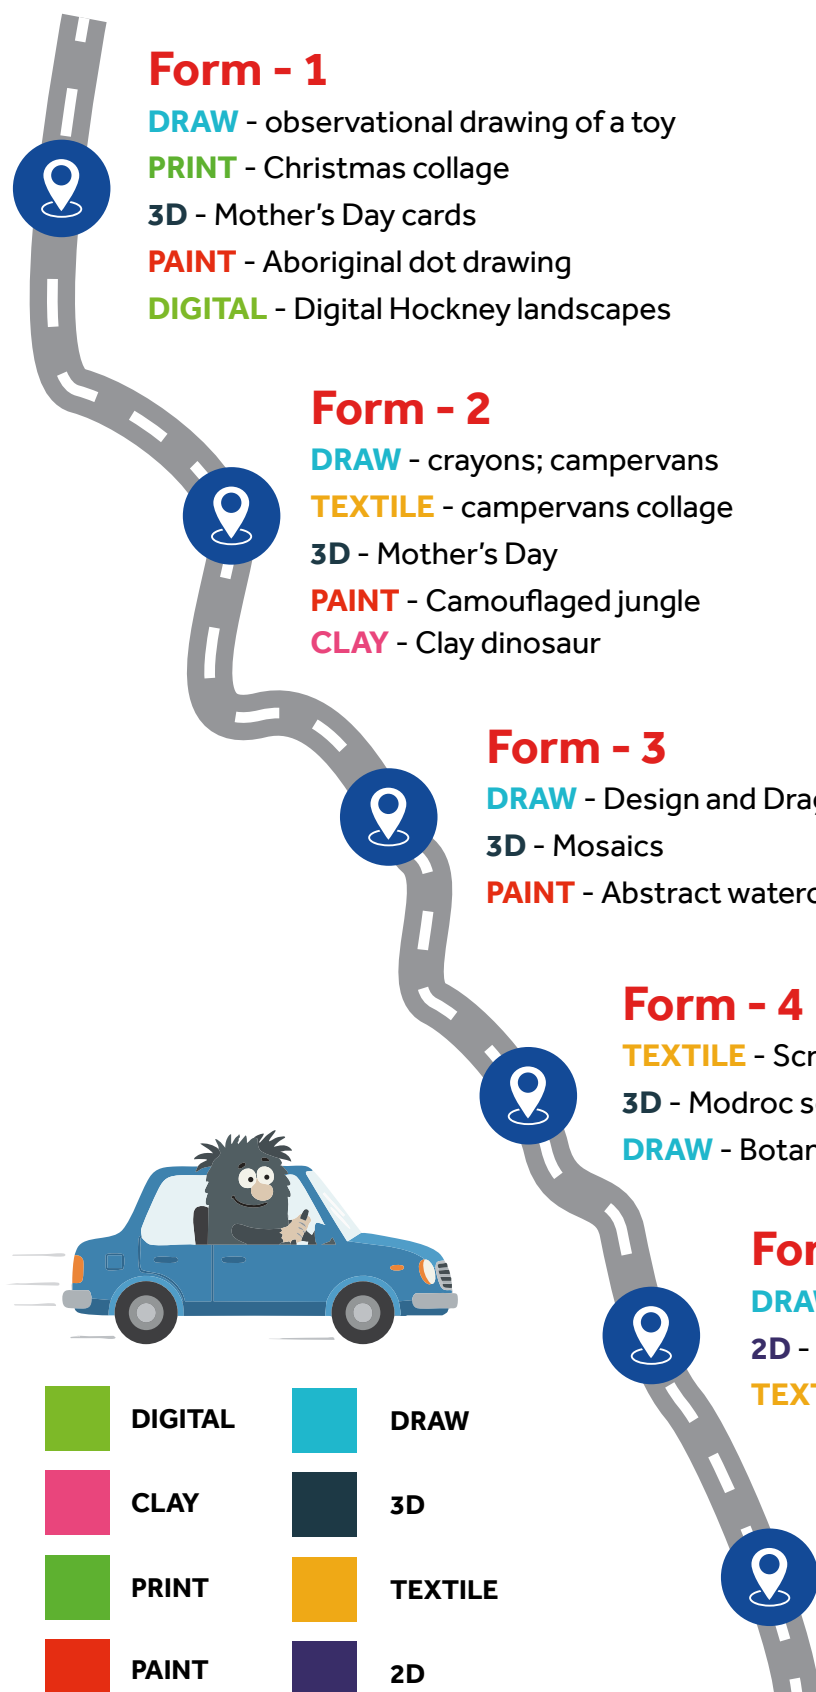 Form - 1
DRAW - observational drawing of a toy
PRINT - Christmas collage
3D - Mother's Day cards
PAINT - Aboriginal dot drawing
DIGITAL - Digital Hockney landscapes
Form - 2
DRAW - crayons; campervans
TEXTILE - campervans collage
3D - Mother's Day
PAINT - Camouflaged jungle
CLAY - Clay dinosaur
Form - 3
DRAW - Design and
3D - Mosaics
PAINT - Abstract
Form - 4
TEXTILE -
3D - Modroc
DRAW -
2D -
DIGITAL
DRAW
CLAY
3D
PRINT
TEXTILE
PAINT
2D